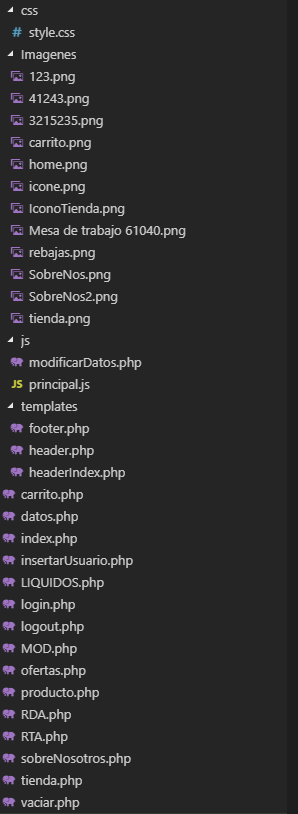 css
# style.css
Imagenes
123.png
41243.png
3215235.png
carrito.png
home.png
icone.png
IconoTienda.png
Mesa de trabajo 61040.png
rebajas.png
SobreNos.png
SobreNos2.png
tienda.png
js
modificarDatos.php
JS principal.js
templates
footer.php
header.php
headerIndex.php
carrito.php
datos.php
index.php
insertarUsuario.php
LIQUIDOS.php
login.php
logout.php
MOD.php
ofertas.php
producto.php
RDA.php
RTA.php
sobreNosotros.php
tienda.php
vaciar.php